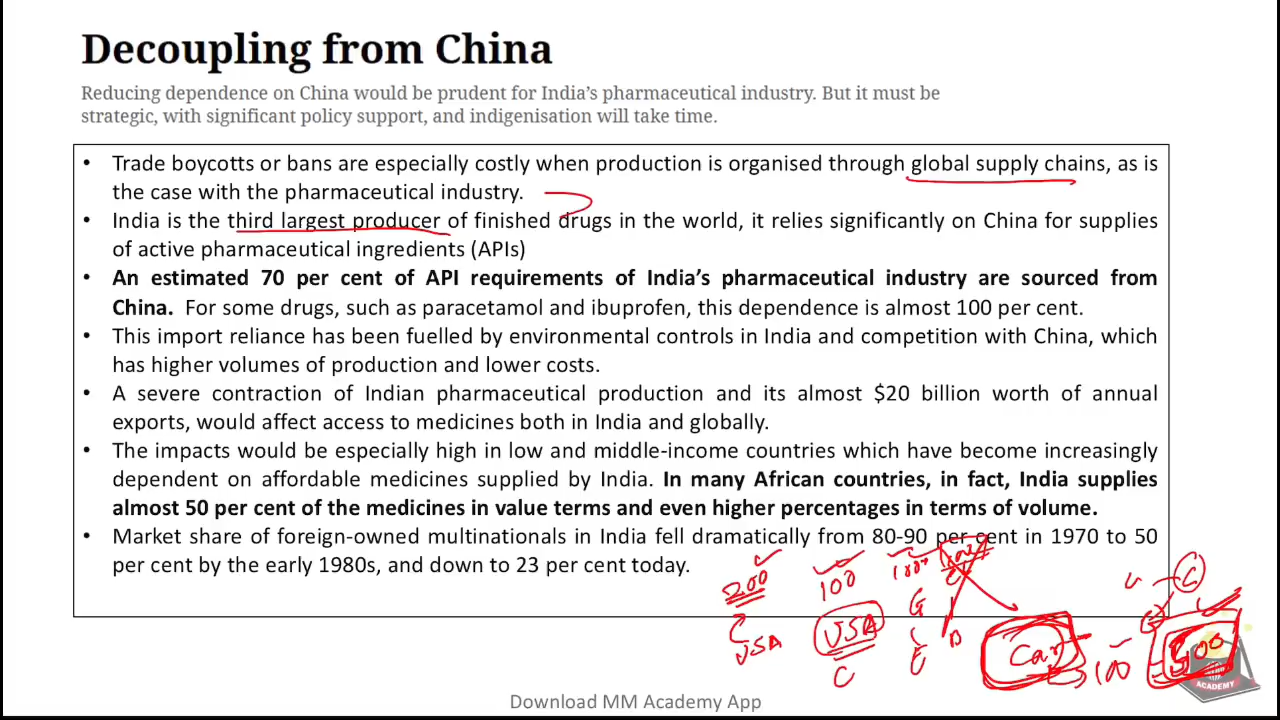 Decoupling from China
Reducing dependence on China would be prudent for India's pharmaceutical industry. But it must be
strategic, with significant policy support, and indigenisation will take time.
• Trade boycotts or bans are especially costly when production is organised through global supply chains, as is
the case with the pharmaceutical industry.
• India is the third largest producer of finished drugs in the world, it relies significantly on China for supplies
of active pharmaceutical ingredients (APIs)
• An estimated 70 per cent of API requirements of India's pharmaceutical industry are sourced from
China. For some drugs, such as paracetamol and ibuprofen, this dependence is almost 100 per cent.
• This import reliance has been fuelled by environmental controls in India and competition with China, which
has higher volumes of production and lower costs.
• A severe contraction of Indian pharmaceutical production and its almost $20 billion worth of annual
exports, would affect access to medicines both in India and globally.
• The impacts would be especially high in low and middle-income countries which have become increasingly
dependent on affordable medicines supplied by India. In many African countries, in fact, India supplies
almost 50 per cent of the medicines in value terms and even higher percentages in terms of volume.
• Market share of foreign-owned multinationals in India fell dramatically from 80-90 per cent in 1970 to 50
per cent by the early 1980s, and down to 23 per cent today.
200 100
USA USA Car 100
C
ACADEMY
Download MM Academy App